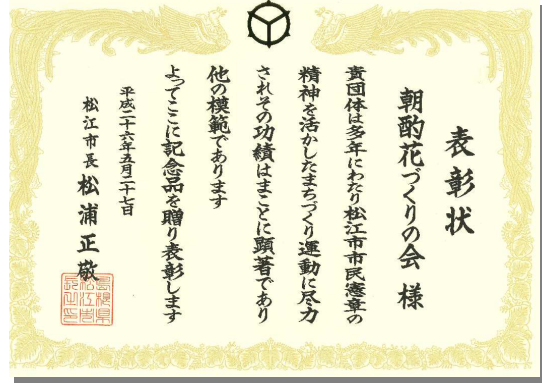 表彰状
朝酌花づくりの会 様
貴団体は多年にわたり松江市市民憲章の
精神を活かしたまちづくり運動に尽力
されその功績はまことに顕著であり
他の模範であります
よってここに記念品を贈り表彰します
平成二十六年五月二十七日
松江市長 松浦正敬